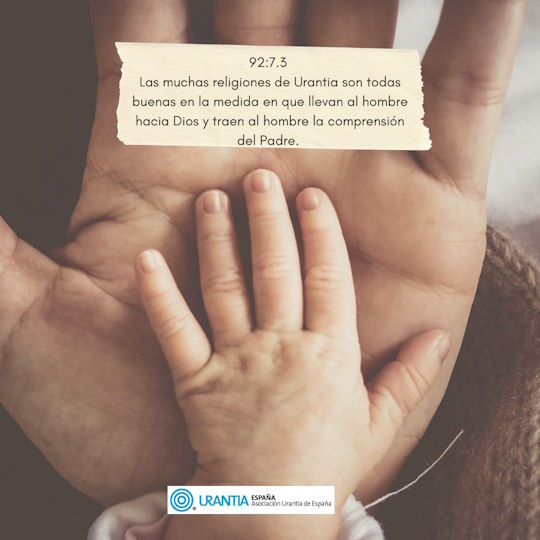 92:7.3
Las muchas religiones de Urantia son todas
buenas en la medida en que llevan al hombre
hacia Dios y traen al hombre la comprensión
del Padre.
URANTIA ESPAÑA
Asociación Urantia de España